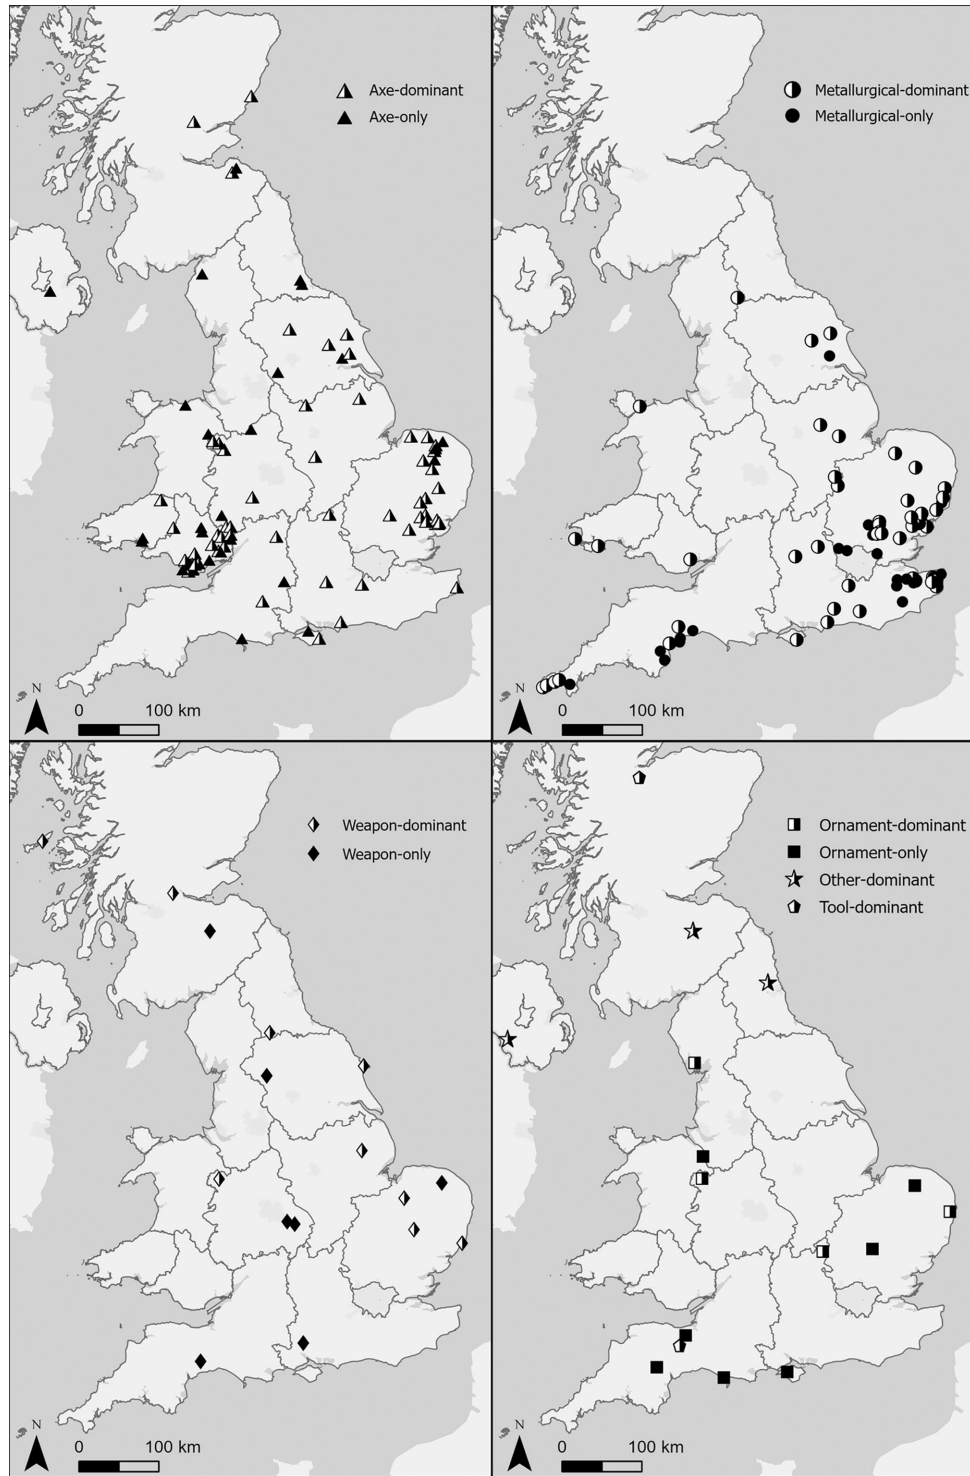 Axe-dominant
Axe-only
N
0 100 km
Metallurgical-dominant
Metallurgical-only
N
0 100 km
Weapon-dominant
Weapon-only
N
0 100 km
Ornament-dominant
Ornament-only
Other-dominant
Tool-dominant
N
0 100 km